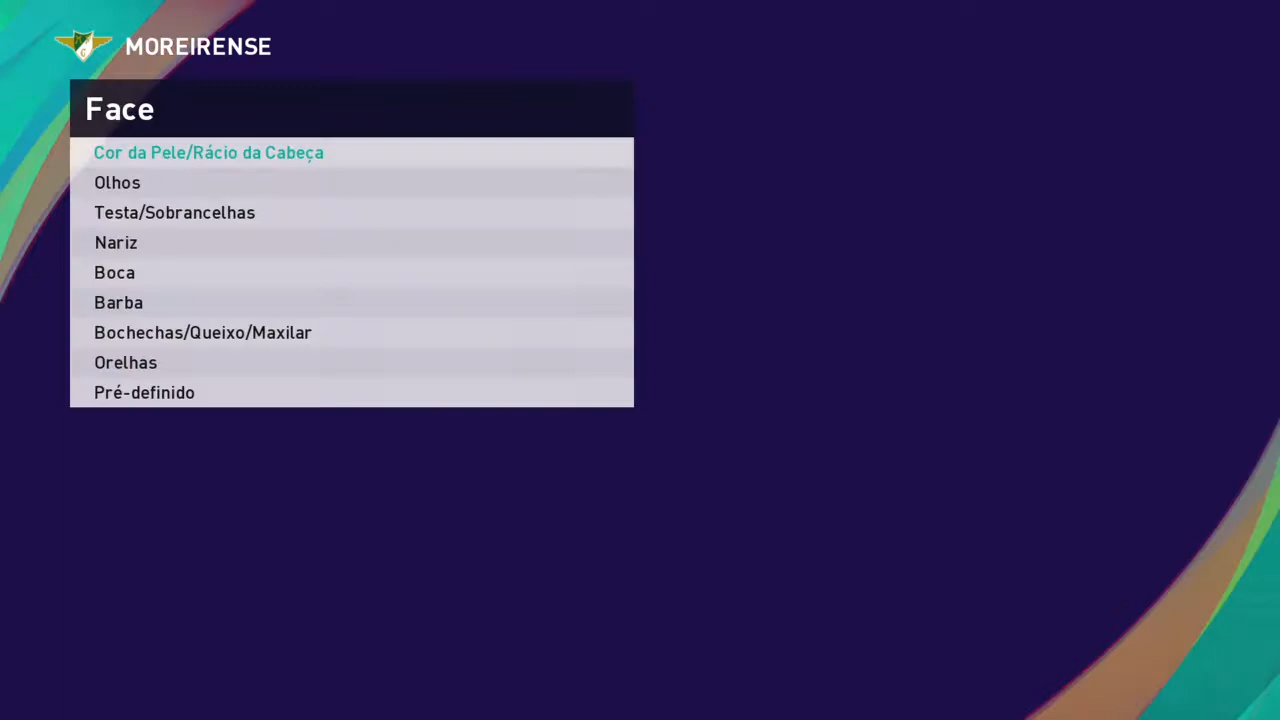 MOREIRENSE
Face
Cor da Pele/Rácio da Cabeça
Olhos
Testa/Sobrancelhas
Nariz
Boca
Barba
Bochechas/Queixo/Maxilar
Orelhas
Pré-definido